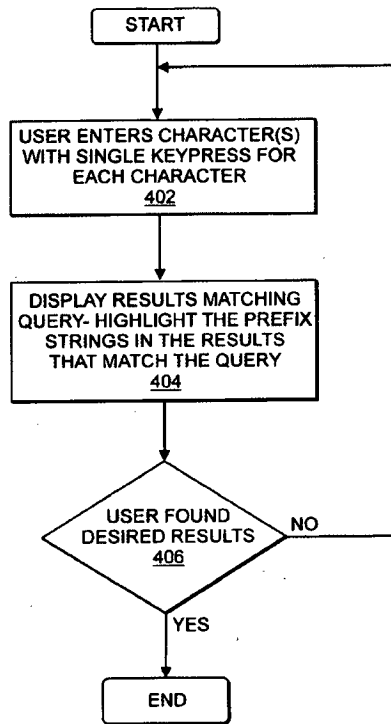 START
USER ENTERS CHARACTER(S)
WITH SINGLE KEYPRESS FOR
EACH CHARACTER
402
DISPLAY RESULTS MATCHING
QUERY- HIGHLIGHT THE PREFIX
STRINGS IN THE RESULTS
THAT MATCH THE QUERY
404
USER FOUND
DESIRED RESULTS
406
NO
YES
END